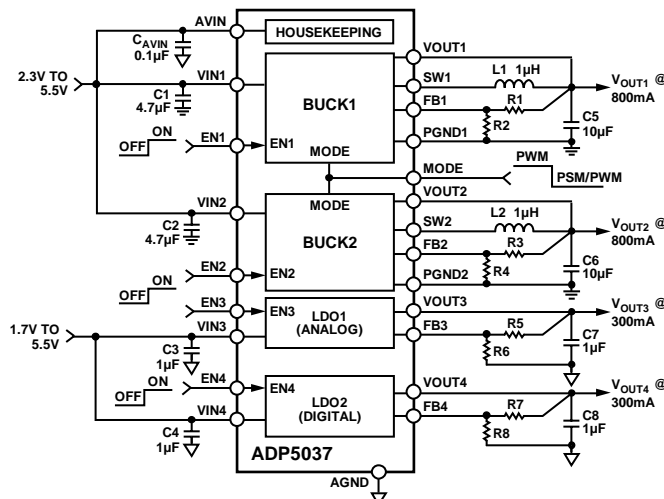 AVIN
HOUSEKEEPING
CAVIN
0.1µF
VOUT1
L1 1µH
2.3V TO
5.5V
VIN1
SW1
VOUT1 @
800mA
C1
4.7µF
BUCK1
FB1
R1
R2
C5
10µF
ON
OFF
EN1
EN1
PGND1
MODE
MODE
PWM
PSM/PWM
VIN2
MODE
VOUT2
C2
4.7µF
BUCK2
SW2
L2 1µH
VOUT2 @
800mA
FB2
R3
R4
C6
10µF
EN2
EN2
ON
OFF
PGND2
EN3
EN3
LDO1
(ANALOG)
VOUT3
VOUT3 @
300mA
1.7V TO
5.5V
VIN3
FB3
R5
R6
C7
1µF
C3
1µF
ON
OFF
EN4
EN4
LDO2
(DIGITAL)
VOUT4
VOUT4 @
300mA
VIN4
FB4
R7
R8
C8
1µF
C4
1µF
ADP5037
AGND